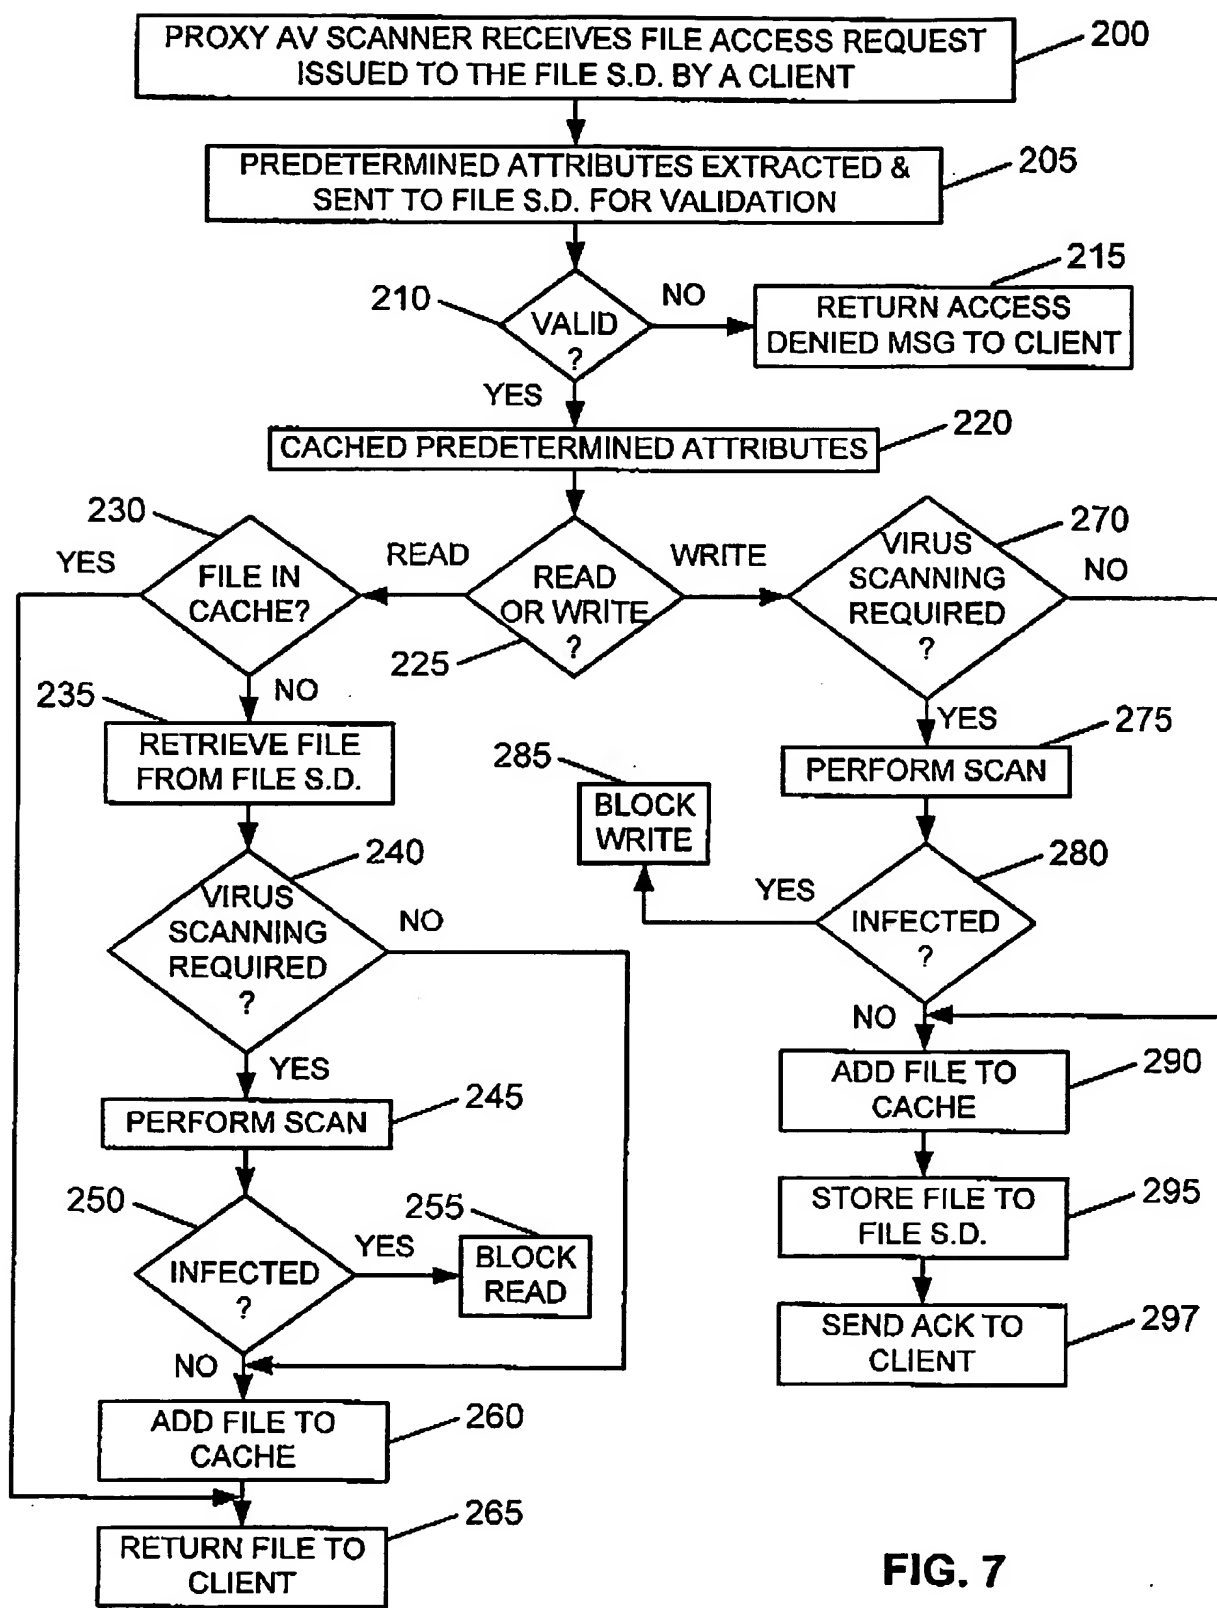 PROXY AV SCANNER RECEIVES FILE ACCESS REQUEST
ISSUED TO THE FILE S.D. BY A CLIENT
200
PREDETERMINED ATTRIBUTES EXTRACTED &
SENT TO FILE S.D. FOR VALIDATION
205
210
VALID
?
NO
215
RETURN ACCESS
DENIED MSG TO CLIENT
YES
CACHED PREDETERMINED ATTRIBUTES
220
230
YES
FILE IN
CACHE?
READ
READ
OR WRITE
?
225
WRITE
270
VIRUS
SCANNING
REQUIRED
?
NO
NO
235
RETRIEVE FILE
FROM FILE S.D.
YES
275
PERFORM SCAN
285
BLOCK
WRITE
240
VIRUS
SCANNING
REQUIRED
?
NO
280
YES
INFECTED
?
NO
YES
245
PERFORM SCAN
290
ADD FILE TO
CACHE
250
INFECTED
?
YES
255
BLOCK
READ
295
STORE FILE TO
FILE S.D.
NO
297
SEND ACK TO
CLIENT
260
ADD FILE TO
CACHE
265
RETURN FILE TO
CLIENT
FIG. 7